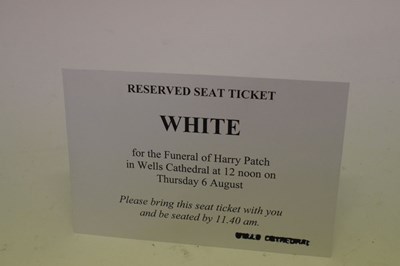 RESERVED SEAT TICKET
WHITE
for the Funeral of Harry Patch
in Wells Cathedral at 12 noon on
Thursday 6 August
Please bring this seat ticket with you
and be seated by 11.40 am.
WELLS CATHEDRAL